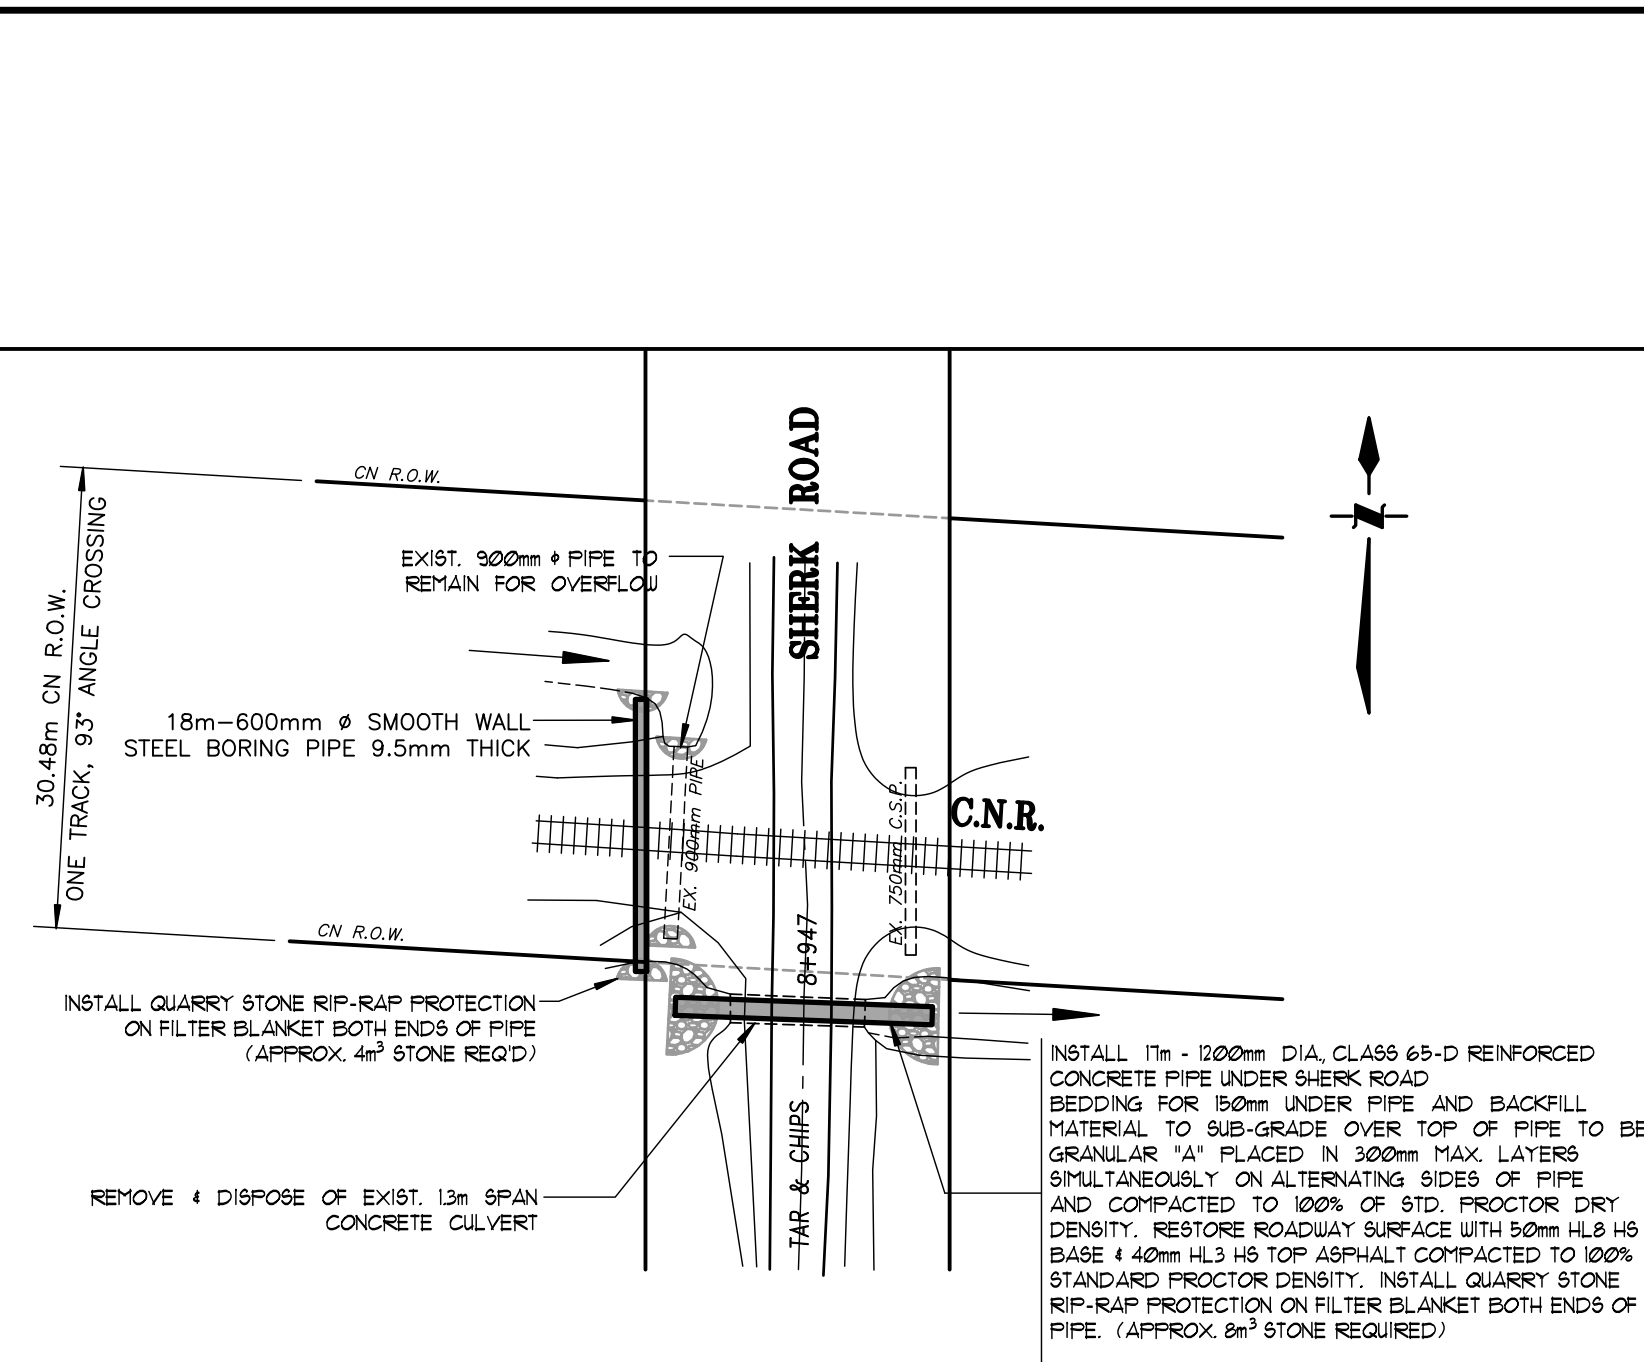 SHERK ROAD
CN R.O.W.
30.48m CN R.O.W.
ONE TRACK, 93° ANGLE CROSSING
EXIST. 900mm ϕ PIPE TO
REMAIN FOR OVERFLOW
18m-600mm ø SMOOTH WALL
STEEL BORING PIPE 9.5mm THICK
EX. 900mm PIPE
EX. 750mm C.S.P.
C.N.R.
N
CN R.O.W.
8+947
INSTALL QUARRY STONE RIP-RAP PROTECTION
ON FILTER BLANKET BOTH ENDS OF PIPE
(APPROX. 4m³ STONE REQ'D)
REMOVE & DISPOSE OF EXIST. 1.3m SPAN
CONCRETE CULVERT
TAR & CHIPS
INSTALL 17m - 1200mm DIA., CLASS 65-D REINFORCED
CONCRETE PIPE UNDER SHERK ROAD
BEDDING FOR 150mm UNDER PIPE AND BACKFILL
MATERIAL TO SUB-GRADE OVER TOP OF PIPE TO BE
GRANULAR "A" PLACED IN 300mm MAX. LAYERS
SIMULTANEOUSLY ON ALTERNATING SIDES OF PIPE
AND COMPACTED TO 100% OF STD. PROCTOR DRY
DENSITY. RESTORE ROADWAY SURFACE WITH 50mm HL8 HS
BASE & 40mm HL3 HS TOP ASPHALT COMPACTED TO 100%
STANDARD PROCTOR DENSITY. INSTALL QUARRY STONE
RIP-RAP PROTECTION ON FILTER BLANKET BOTH ENDS OF
PIPE. (APPROX. 8m³ STONE REQUIRED)